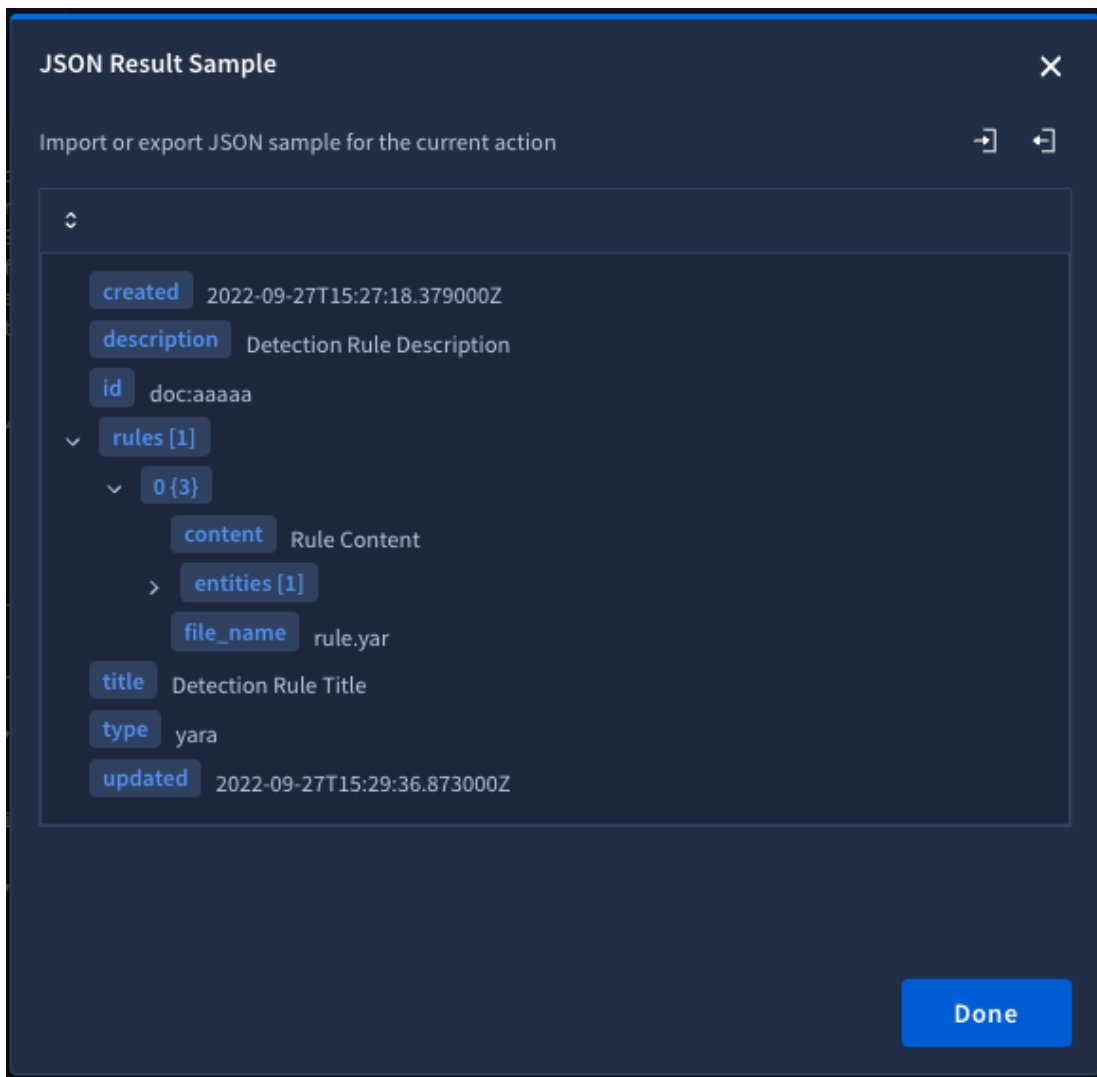 JSON Result Sample
Import or export JSON sample for the current action
created 2022-09-27T15:27:18.379000Z
description Detection Rule Description
id doc:aaaaa
rules [1]
0 {3}
content Rule Content
entities [1]
file_name rule.yar
title Detection Rule Title
type yara
updated 2022-09-27T15:29:36.873000Z
Done